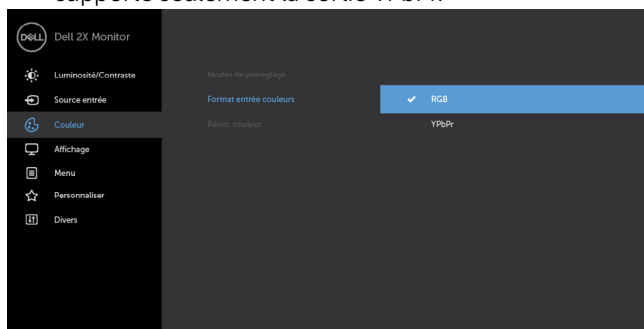 supporte seulement la sortie YPbPr.
DELL Dell 2X Monitor
Luminosité/Contraste
Modes de préréglage
Source entrée
Format entrée couleurs
RGB
Couleur
Réinit. couleur
YPbPr
Affichage
Menu
Personnaliser
Divers